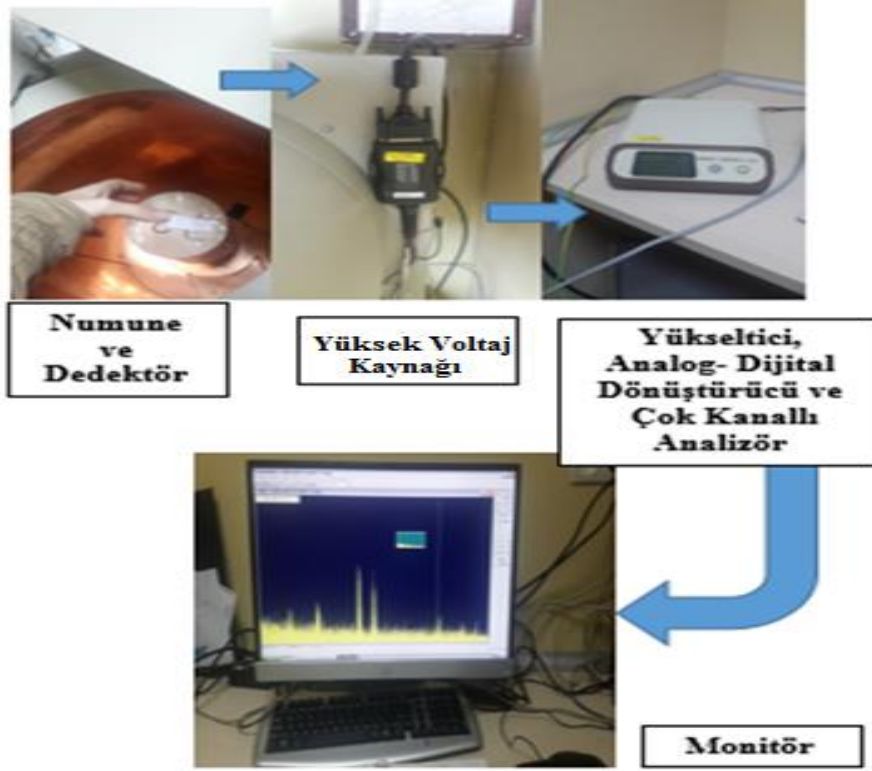 Numune
ve
Dedektör
Yüksek Voltaj
Kaynağı
Yükseltici,
Analog- Dijital
Dönüştürücü ve
Çok Kanallı
Analizör
Monitör